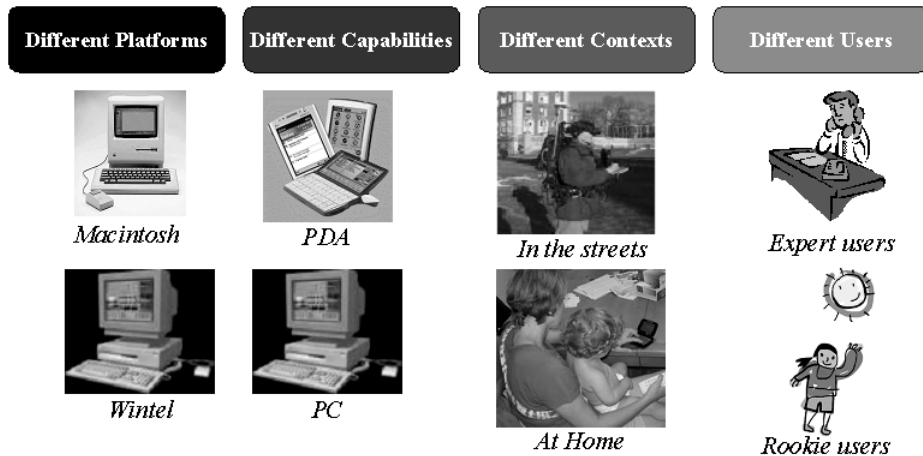 Different Platforms
Different Capabilities
Different Contexts
Different Users
Macintosh
PDA
In the streets
Expert users
Wintel
PC
At Home
Rookie users